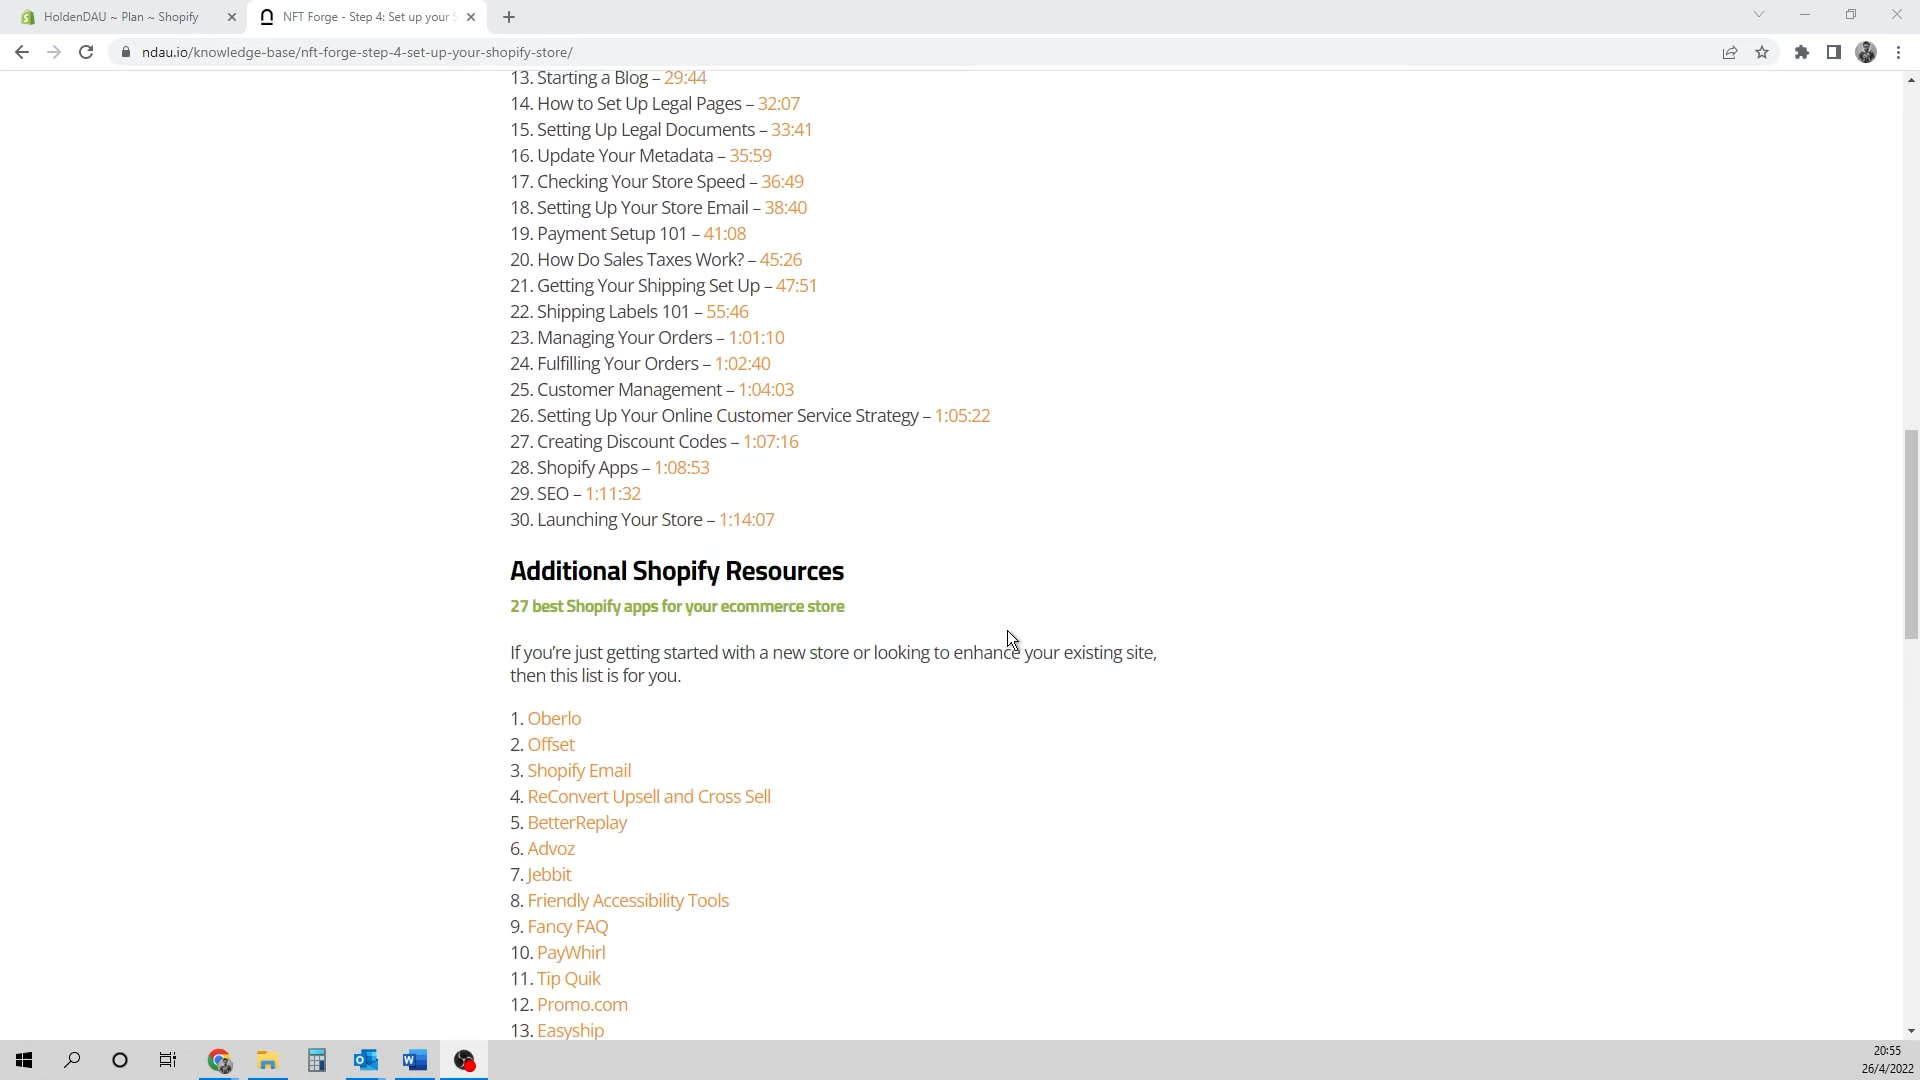 HoldenDAU ~ Plan ~ Shopify
NFT Forge - Step 4: Set up your S
ndau.io/knowledge-base/nft-forge-step-4-set-up-your-shopify-store/
13. Starting a Blog – 29:44
14. How to Set Up Legal Pages – 32:07
15. Setting Up Legal Documents – 33:41
16. Update Your Metadata – 35:59
17. Checking Your Store Speed – 36:49
18. Setting Up Your Store Email – 38:40
19. Payment Setup 101 – 41:08
20. How Do Sales Taxes Work? – 45:26
21. Getting Your Shipping Set Up – 47:51
22. Shipping Labels 101 – 55:46
23. Managing Your Orders – 1:01:10
24. Fulfilling Your Orders – 1:02:40
25. Customer Management – 1:04:03
26. Setting Up Your Online Customer Service Strategy – 1:05:22
27. Creating Discount Codes – 1:07:16
28. Shopify Apps – 1:08:53
29. SEO – 1:11:32
30. Launching Your Store – 1:14:07
Additional Shopify Resources
27 best Shopify apps for your ecommerce store
If you’re just getting started with a new store or looking to enhance your existing site,
then this list is for you.
1. Oberlo
2. Offset
3. Shopify Email
4. ReConvert Upsell and Cross Sell
5. BetterReplay
6. Advoz
7. Jebbit
8. Friendly Accessibility Tools
9. Fancy FAQ
10. PayWhirl
11. Tip Quik
12. Promo.com
13. Easyship
20:55
26/4/2022